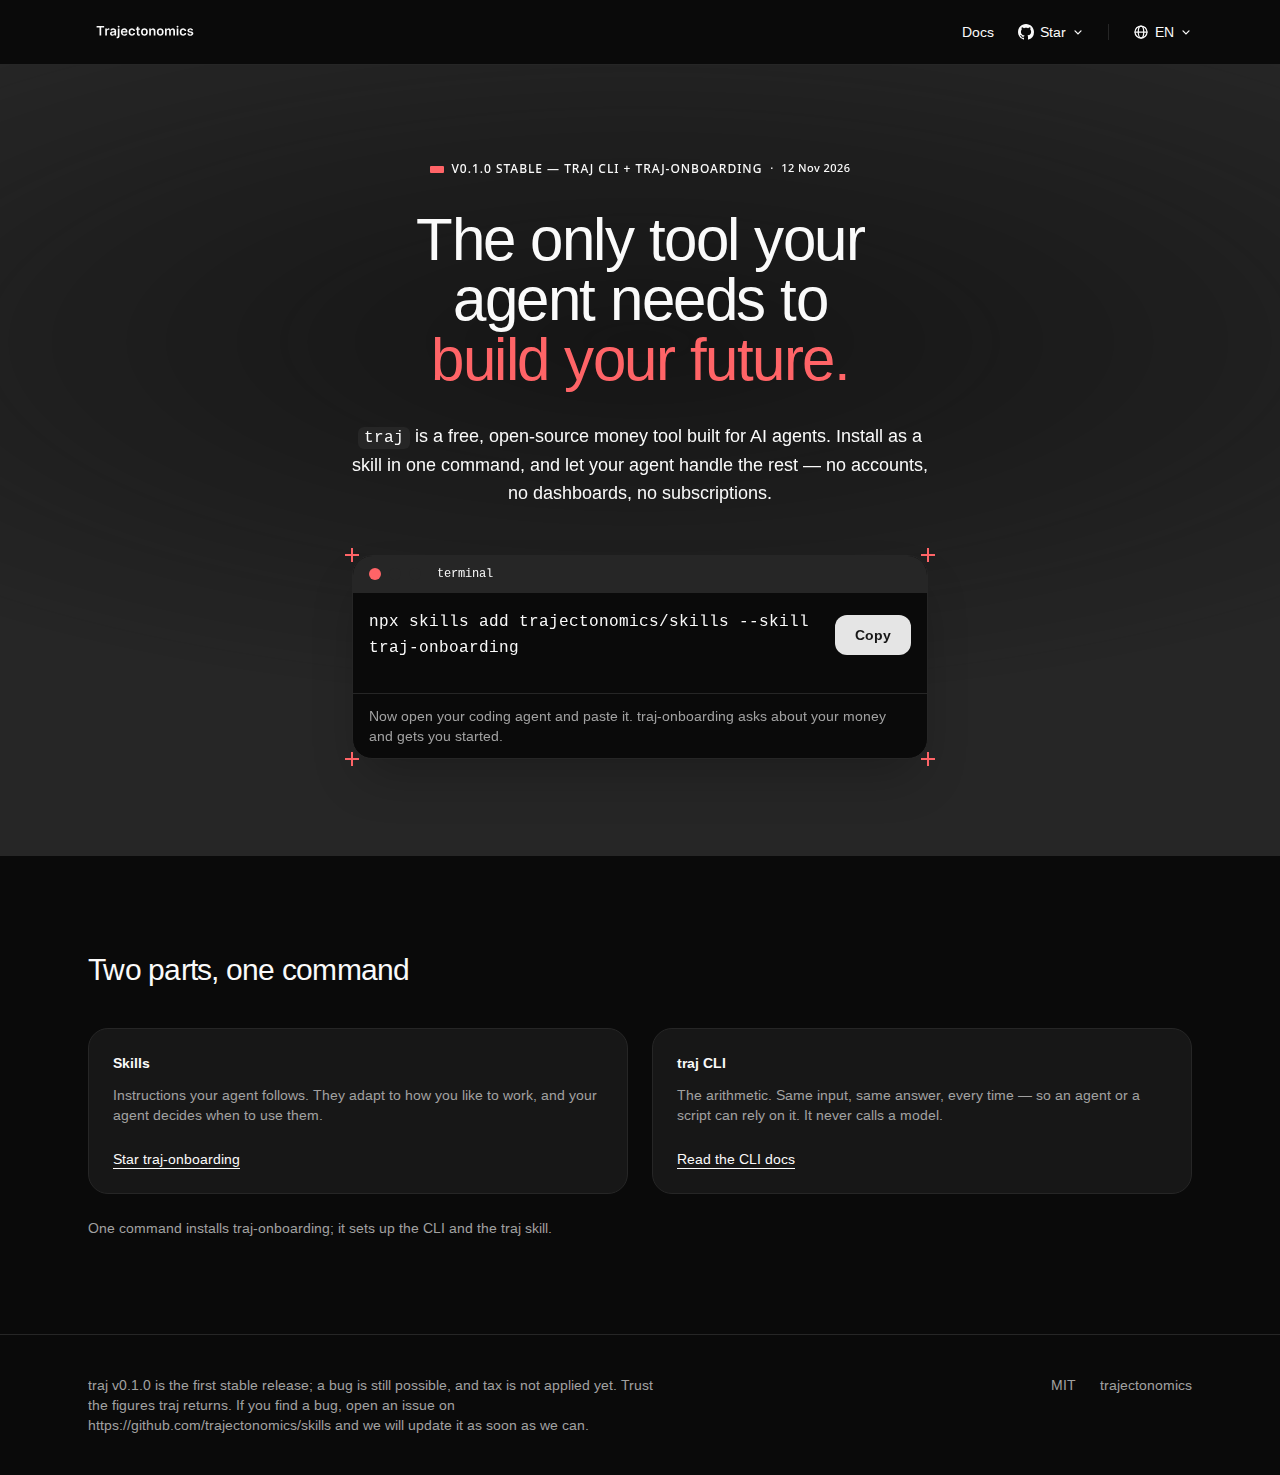 Trajectonomics
Docs
Star
EN
V0.1.0 STABLE — TRAJ CLI + TRAJ-ONBOARDING · 12 Nov 2026
The only tool your
agent needs to
build your future.
traj is a free, open-source money tool built for AI agents. Install as a
skill in one command, and let your agent handle the rest — no accounts,
no dashboards, no subscriptions.
terminal
npx skills add trajectonomics/skills --skill
traj-onboarding
Copy
Now open your coding agent and paste it. traj-onboarding asks about your money
and gets you started.
Two parts, one command
Skills
Instructions your agent follows. They adapt to how you like to work, and your
agent decides when to use them.
Star traj-onboarding
traj CLI
The arithmetic. Same input, same answer, every time — so an agent or a
script can rely on it. It never calls a model.
Read the CLI docs
One command installs traj-onboarding; it sets up the CLI and the traj skill.
traj v0.1.0 is the first stable release; a bug is still possible, and tax is not applied yet. Trust
the figures traj returns. If you find a bug, open an issue on
https://github.com/trajectonomics/skills and we will update it as soon as we can.
MIT
trajectonomics